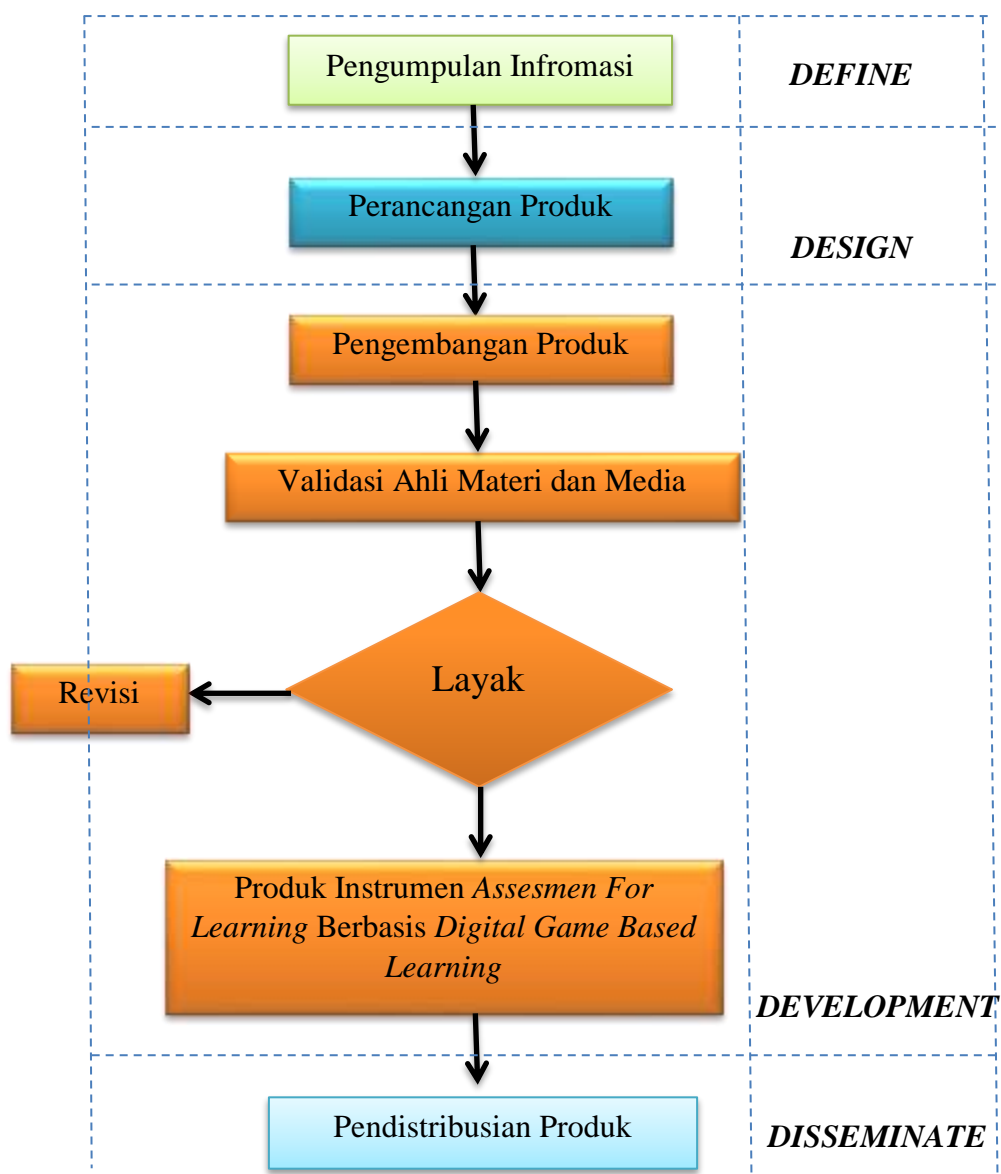 Pengumpulan Infromasi
DEFINE
Perancangan Produk
DESIGN
Pengembangan Produk
Validasi Ahli Materi dan Media
Layak
Revisi
Produk Instrumen Assesmen For
Learning Berbasis Digital Game Based
Learning
DEVELOPMENT
Pendistribusian Produk
DISSEMINATE